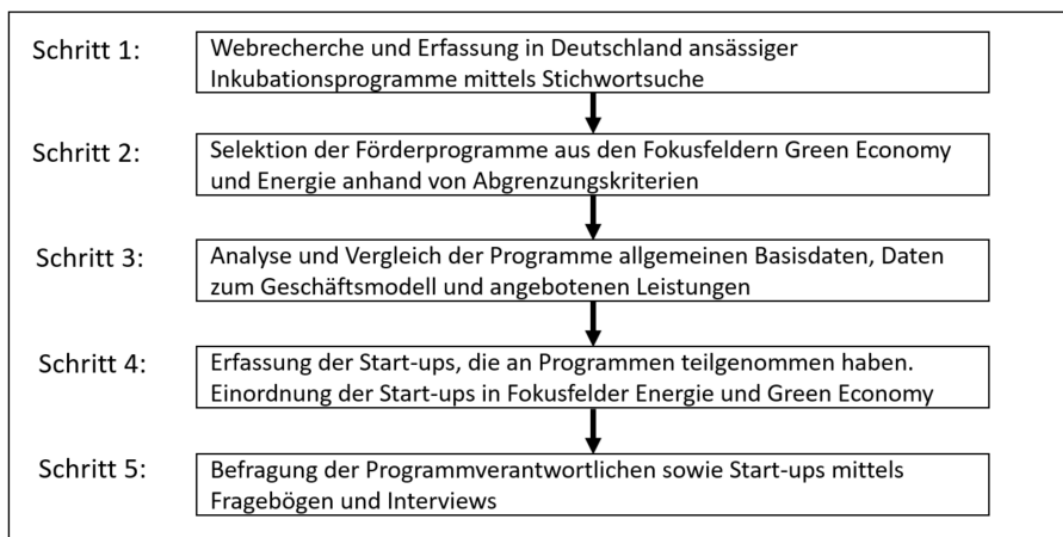 Schritt 1:
Webrecherche und Erfassung in Deutschland ansässiger
Inkubationsprogramme mittels Stichwortsuche
Schritt 2:
Selektion der Förderprogramme aus den Fokusfeldern Green Economy
und Energie anhand von Abgrenzungskriterien
Schritt 3:
Analyse und Vergleich der Programme allgemeinen Basisdaten, Daten
zum Geschäftsmodell und angebotenen Leistungen
Schritt 4:
Erfassung der Start-ups, die an Programmen teilgenommen haben.
Einordnung der Start-ups in Fokusfelder Energie und Green Economy
Schritt 5:
Befragung der Programmverantwortlichen sowie Start-ups mittels
Fragebögen und Interviews